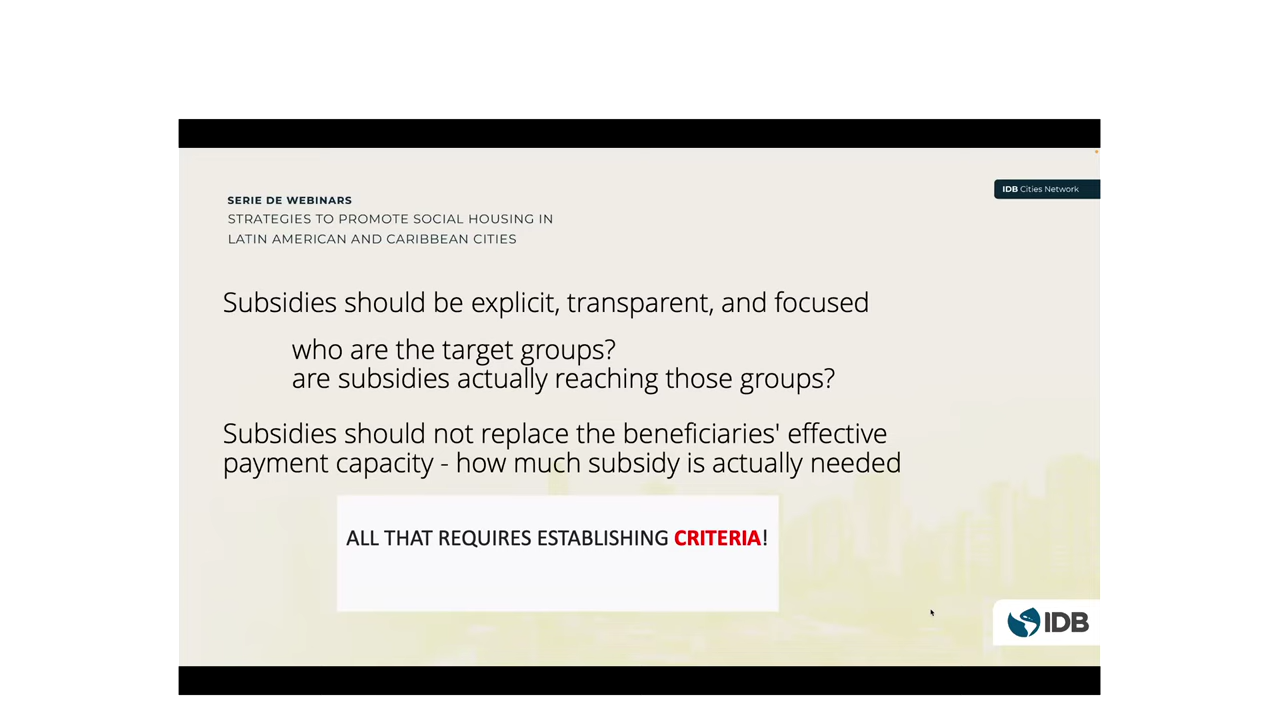 SERIE DE WEBINARS
STRATEGIES TO PROMOTE SOCIAL HOUSING IN
LATIN AMERICAN AND CARIBBEAN CITIES
IDB Cities Network
Subsidies should be explicit, transparent, and focused
who are the target groups?
are subsidies actually reaching those groups?
Subsidies should not replace the beneficiaries' effective
payment capacity - how much subsidy is actually needed
ALL THAT REQUIRES ESTABLISHING CRITERIA!
IDB